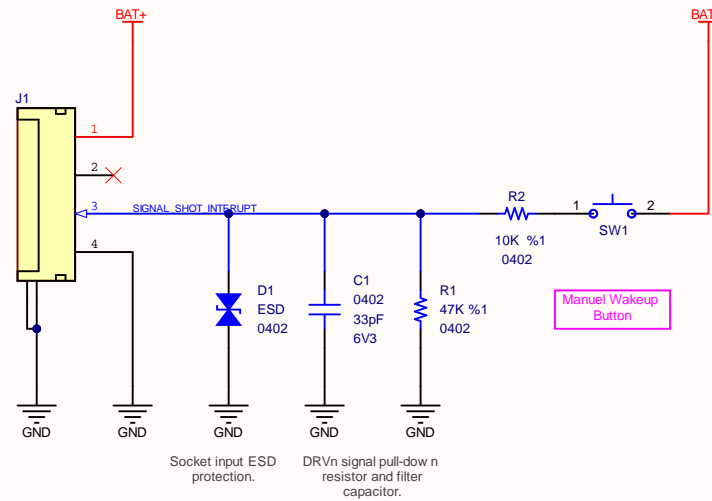 BAT+
BAT
J1
1
2
3
SIGNAL_SHOT_INTERUPT
4
R2
10K %1
0402
1
2
SW1
D1
ESD
0402
C1
0402
33pF
6V3
R1
47K %1
0402
Manuel Wakeup
Button
GND
GND
GND
GND
GND
Socket input ESD
protection.
DRVn signal pull-down
resistor and filter
capacitor.